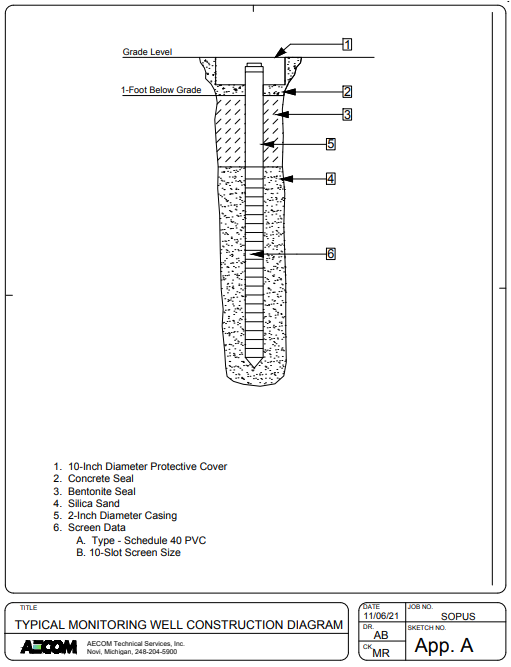 1
Grade Level
1-Foot Below Grade
2
3
5
4
6
1. 10-Inch Diameter Protective Cover
2. Concrete Seal
3. Bentonite Seal
4. Silica Sand
5. 2-Inch Diameter Casing
6. Screen Data
A. Type - Schedule 40 PVC
B. 10-Slot Screen Size
TITLE
TYPICAL MONITORING WELL CONSTRUCTION DIAGRAM
AECOM
AECOM Technical Services, Inc.
Novi, Michigan, 248-204-5900
DATE
11/06/21
JOB NO.
SOPUS
DR.
AB
SKETCH NO.
App. A
CK.
MR